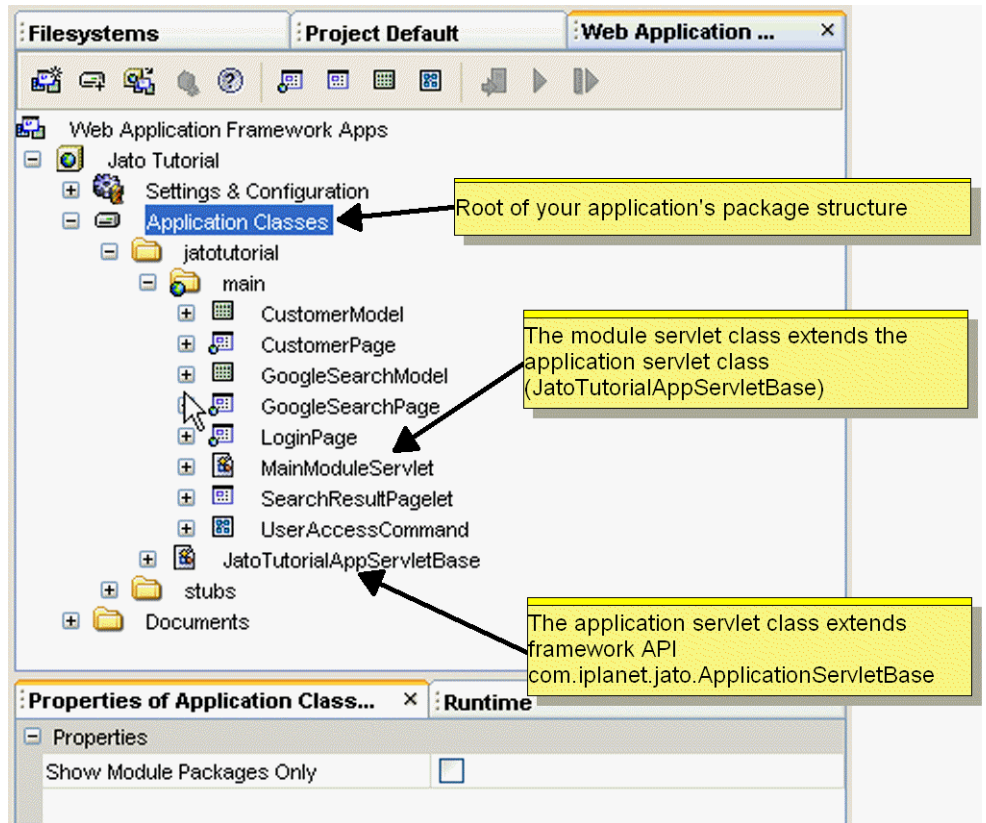 Filesystems
Project Default
Web Application ...
Web Application Framework Apps
Jato Tutorial
Settings & Configuration
Application Classes
Root of your application's package structure
jatotutorial
main
CustomerModel
The module servlet class extends the
application servlet class
(JatoTutorialAppServletBase)
CustomerPage
GoogleSearchModel
GoogleSearchPage
LoginPage
MainModuleServlet
SearchResultPagelet
UserAccessCommand
JatoTutorialAppServletBase
stubs
Documents
The application servlet class extends
framework API
com.iplanet.jato.ApplicationServletBase
Properties of Application Class...
Runtime
Properties
Show Module Packages Only